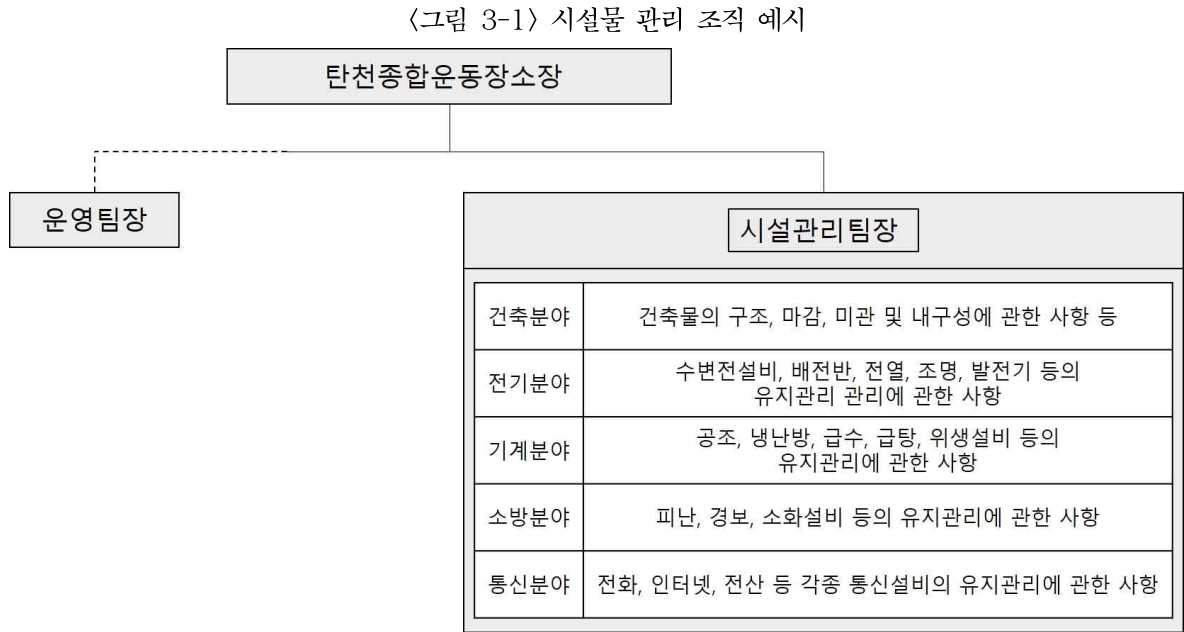 〈그림 3-1〉 시설물 관리 조직 예시
탄천종합운동장소장
운영팀장
시설관리팀장
건축분야
건축물의 구조, 마감, 미관 및 내구성에 관한 사항 등
전기분야
수변전설비, 배전반, 전열, 조명, 발전기 등의
유지관리 관리에 관한 사항
기계분야
공조, 냉난방, 급수, 급탕, 위생설비 등의
유지관리에 관한 사항
소방분야
피난, 경보, 소화설비 등의 유지관리에 관한 사항
통신분야
전화, 인터넷, 전산 등 각종 통신설비의 유지관리에 관한 사항